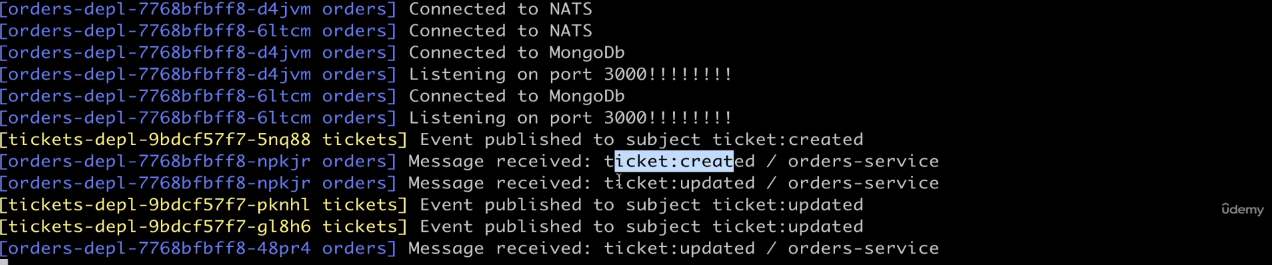 [orders-depl-7768bfbff8-d4jvm orders] Connected to NATS
[orders-depl-7768bfbff8-6ltcm orders] Connected to NATS
[orders-depl-7768bfbff8-d4jvm orders] Connected to MongoDb
[orders-depl-7768bfbff8-d4jvm orders] Listening on port 3000!!!!!!!!
[orders-depl-7768bfbff8-6ltcm orders] Connected to MongoDb
[orders-depl-7768bfbff8-6ltcm orders] Listening on port 3000!!!!!!!!
[tickets-depl-9bdcf57f7-5nq88 tickets] Event published to subject ticket:created
[orders-depl-7768bfbff8-npkjr orders] Message received: ticket:created / orders-service
[orders-depl-7768bfbff8-npkjr orders] Message received: ticket:updated / orders-service
[tickets-depl-9bdcf57f7-pknhl tickets] Event published to subject ticket:updated
[tickets-depl-9bdcf57f7-gl8h6 tickets] Event published to subject ticket:updated
[orders-depl-7768bfbff8-48pr4 orders] Message received: ticket:updated / orders-service
udemy